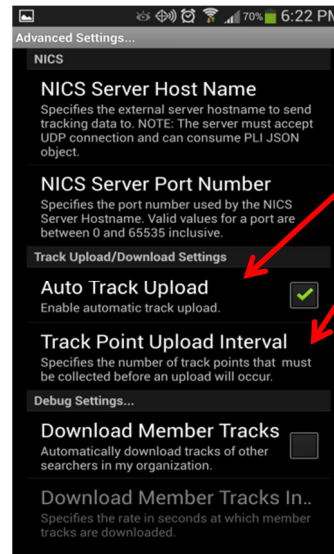 70% 6:22 PM
Advanced Settings...
NICS
NICS Server Host Name
Specifies the external server hostname to send
tracking data to. NOTE: The server must accept
UDP connection and can consume PLI JSON
object.
NICS Server Port Number
Specifies the port number used by the NICS
Server Hostname. Valid values for a port are
between 0 and 65535 inclusive.
Track Upload/Download Settings
Auto Track Upload
Enable automatic track upload.
Track Point Upload Interval
Specifies the number of track points that must
be collected before an upload will occur.
Debug Settings...
Download Member Tracks
Automatically download tracks of other
searchers in my organization.
Download Member Tracks In..
Specifies the rate in seconds at which member
tracks are downloaded.